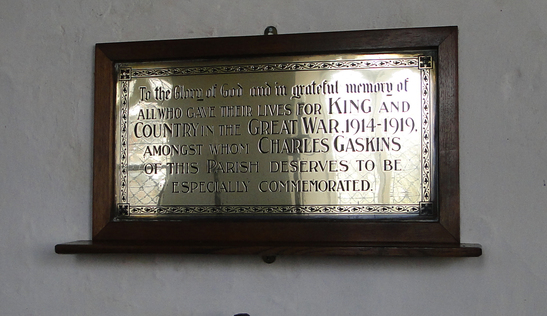 To the Glory of God and in grateful memory of
ALL WHO GAVE THEIR LIVES FOR KING AND
COUNTRY IN THE GREAT WAR. 1914-1919.
AMONGST WHOM CHARLES GASKINS
OF THIS PARISH DESERVES TO BE
ESPECIALLY COMMEMORATED.